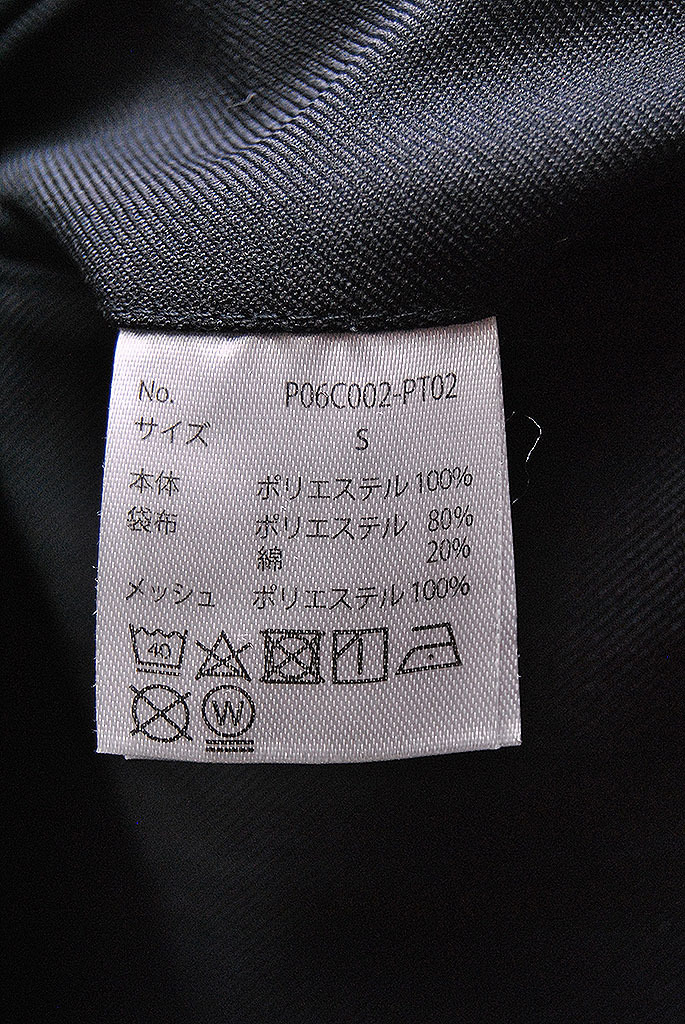 No. P06C002-PT02
サイズ S
本体 ポリエステル 100%
袋布 ポリエステル 80%
綿 20%
メッシュ ポリエステル 100%
40
W